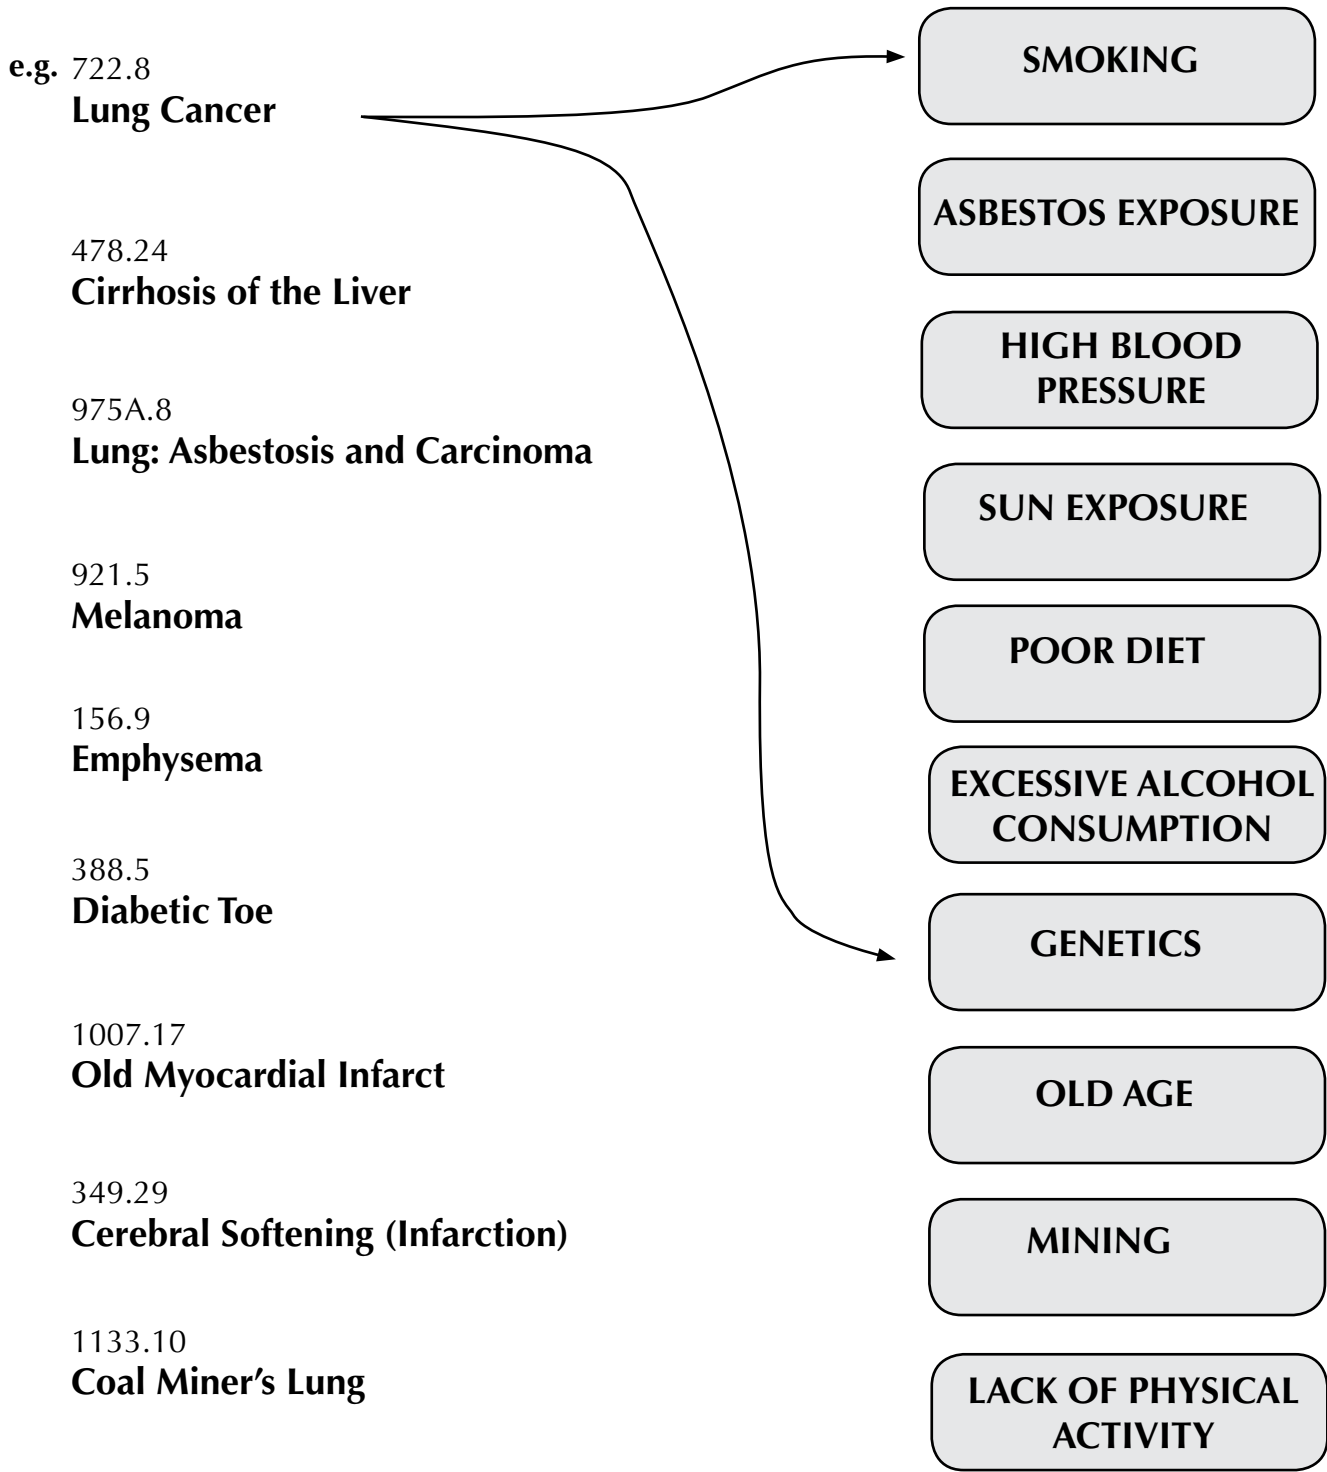 e.g. 722.8
Lung Cancer
478.24
Cirrhosis of the Liver
975A.8
Lung: Asbestosis and Carcinoma
921.5
Melanoma
156.9
Emphysema
388.5
Diabetic Toe
1007.17
Old Myocardial Infarct
349.29
Cerebral Softening (Infarction)
1133.10
Coal Miner’s Lung
SMOKING
ASBESTOS EXPOSURE
HIGH BLOOD
PRESSURE
SUN EXPOSURE
POOR DIET
EXCESSIVE ALCOHOL
CONSUMPTION
GENETICS
OLD AGE
MINING
LACK OF PHYSICAL
ACTIVITY